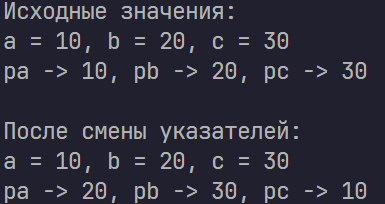 Исходные значения:
a = 10, b = 20, c = 30
pa -> 10, pb -> 20, pc -> 30

После смены указателей:
a = 10, b = 20, c = 30
pa -> 20, pb -> 30, pc -> 10